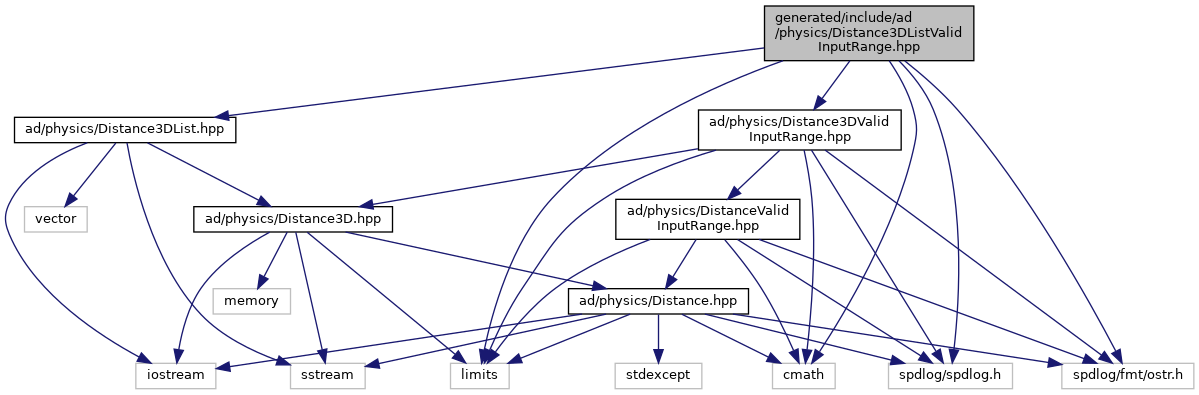 generated/include/ad
/physics/Distance3DListValid
InputRange.hpp
ad/physics/Distance3DList.hpp
ad/physics/Distance3DValid
InputRange.hpp
vector
ad/physics/Distance3D.hpp
ad/physics/DistanceValid
InputRange.hpp
memory
ad/physics/Distance.hpp
iostream
sstream
limits
stdexcept
cmath
spdlog/spdlog.h
spdlog/fmt/ostr.h